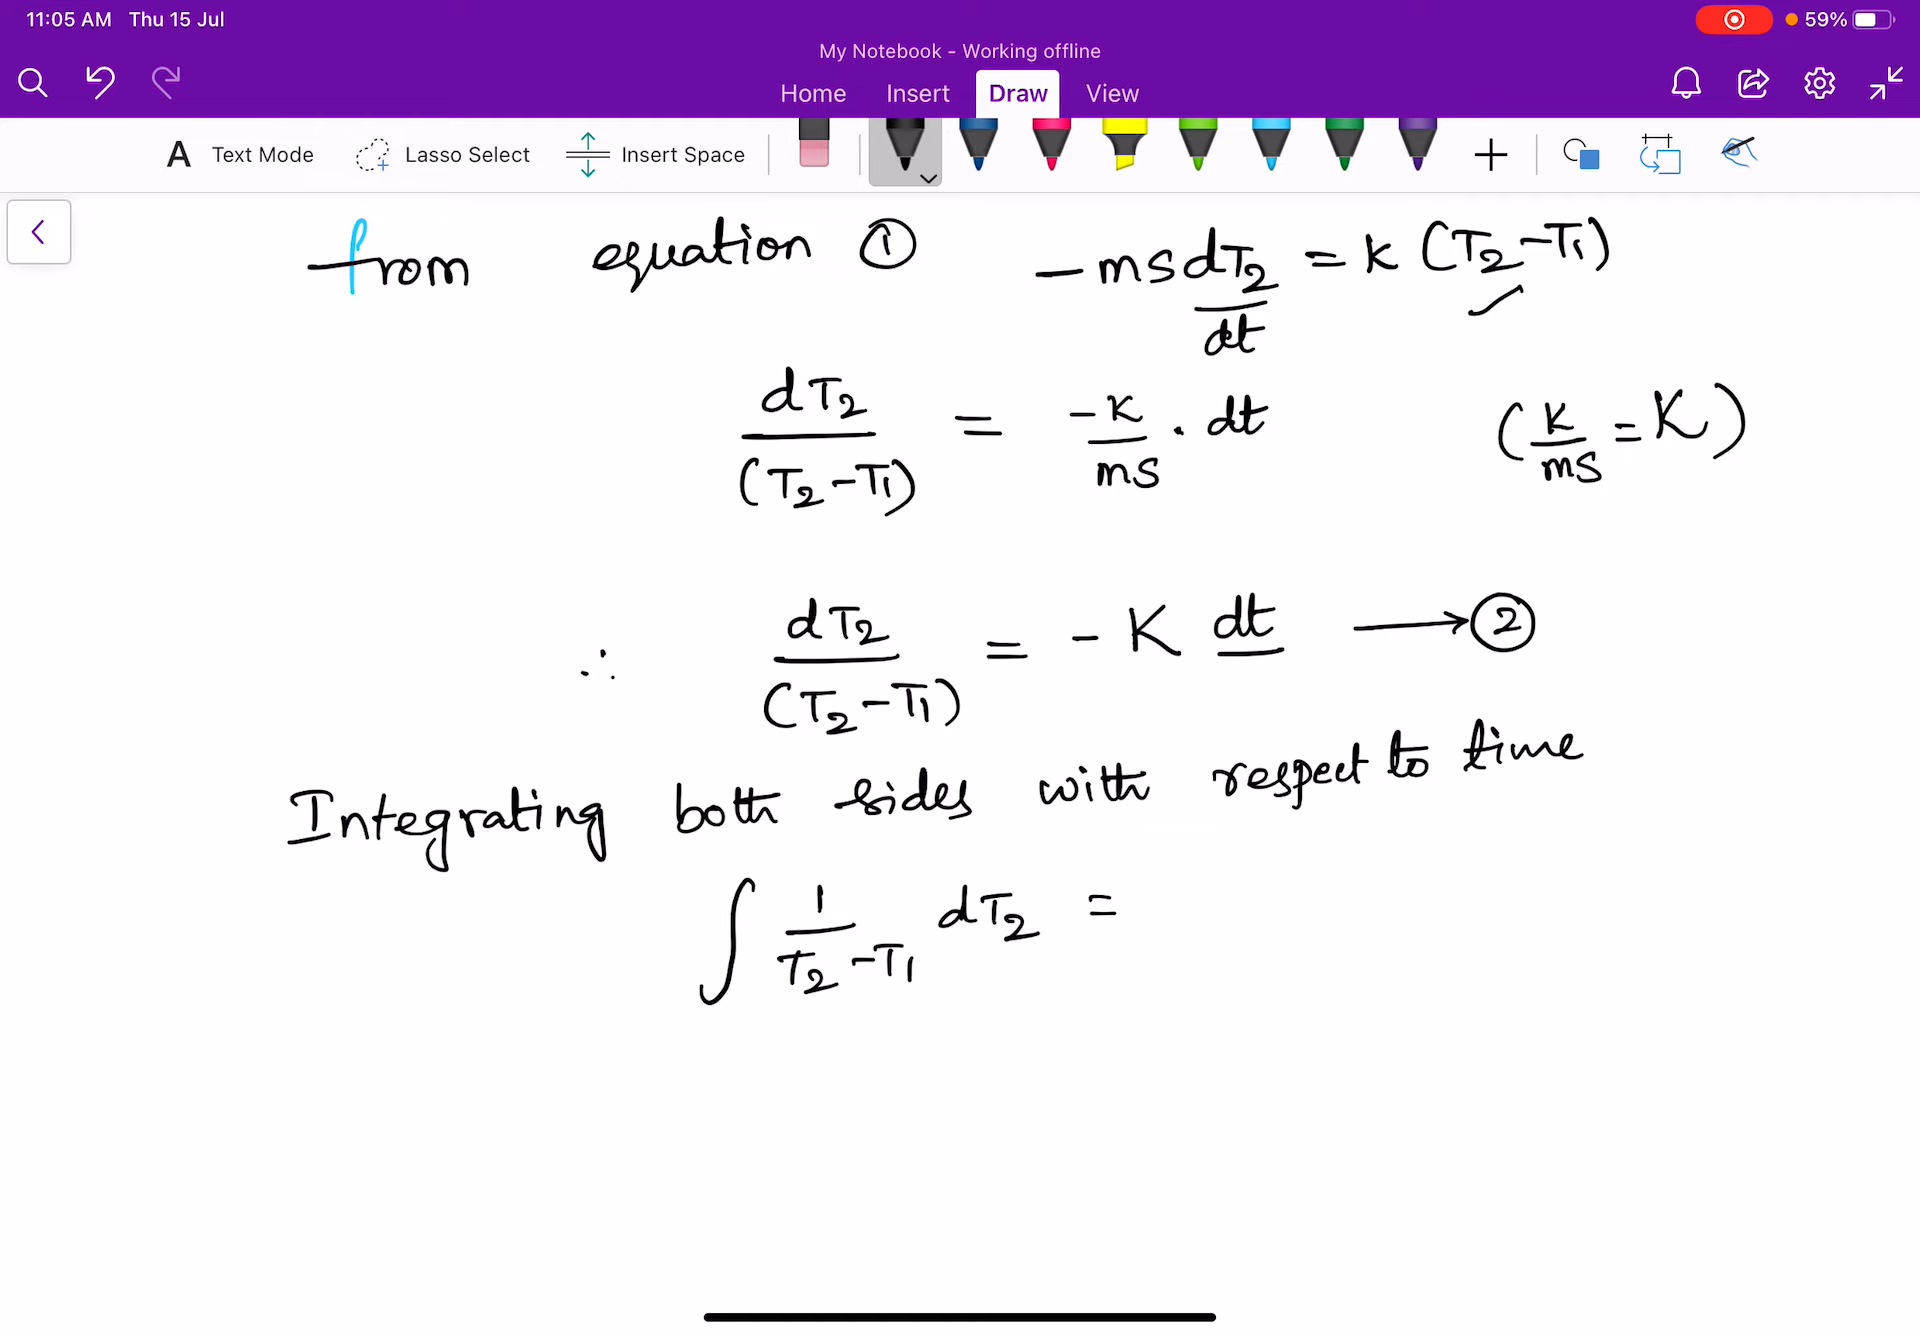 11:05 AM Thu 15 Jul 59%
My Notebook - Working offline
Home Insert Draw View
A Text Mode Lasso Select Insert Space
from equation ① -ms dT₂/dt = k (T₂-T₁)
dT₂/(T₂-T₁) = -k/ms . dt (k/ms = K)
∴ dT₂/(T₂-T₁) = - K dt → ②
Integrating both sides with respect to time
∫ 1/T₂-T₁ dT₂ =